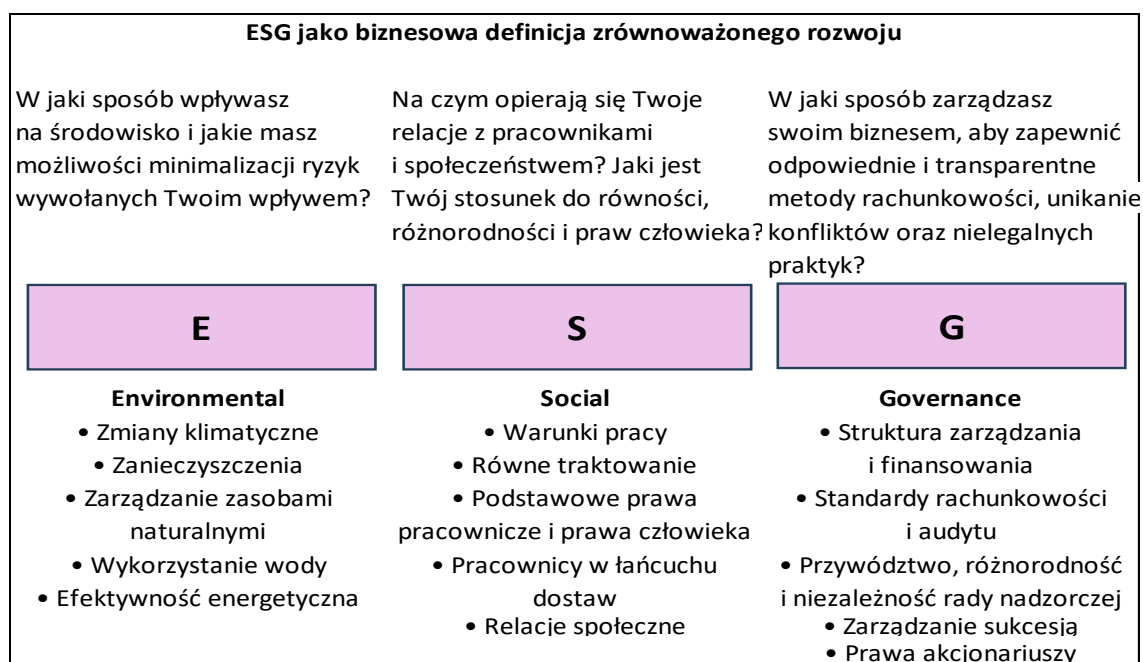 ESG jako biznesowa definicja zrównoważonego rozwoju
W jaki sposób wpływasz
na środowisko i jakie masz
możliwości minimalizacji ryzyk
wywołanych Twoim wpływem?
Na czym opierają się Twoje
relacje z pracownikami
i społeczeństwem? Jaki jest
Twój stosunek do równości,
różnorodności i praw człowieka?
W jaki sposób zarządzasz
swoim biznesem, aby zapewnić
odpowiednie i transparentne
metody rachunkowości, unikanie
konfliktów oraz nielegalnych
praktyk?
E
Environmental
• Zmiany klimatyczne
• Zanieczyszczenia
• Zarządzanie zasobami
naturalnymi
• Wykorzystanie wody
• Efektywność energetyczna
S
Social
• Warunki pracy
• Równe traktowanie
• Podstawowe prawa
pracownicze i prawa człowieka
• Pracownicy w łańcuchu
dostaw
• Relacje społeczne
G
Governance
• Struktura zarządzania
i finansowania
• Standardy rachunkowości
i audytu
• Przywództwo, różnorodność
i niezależność rady nadzorczej
• Zarządzanie sukcesją
• Prawa akcjonariuszy